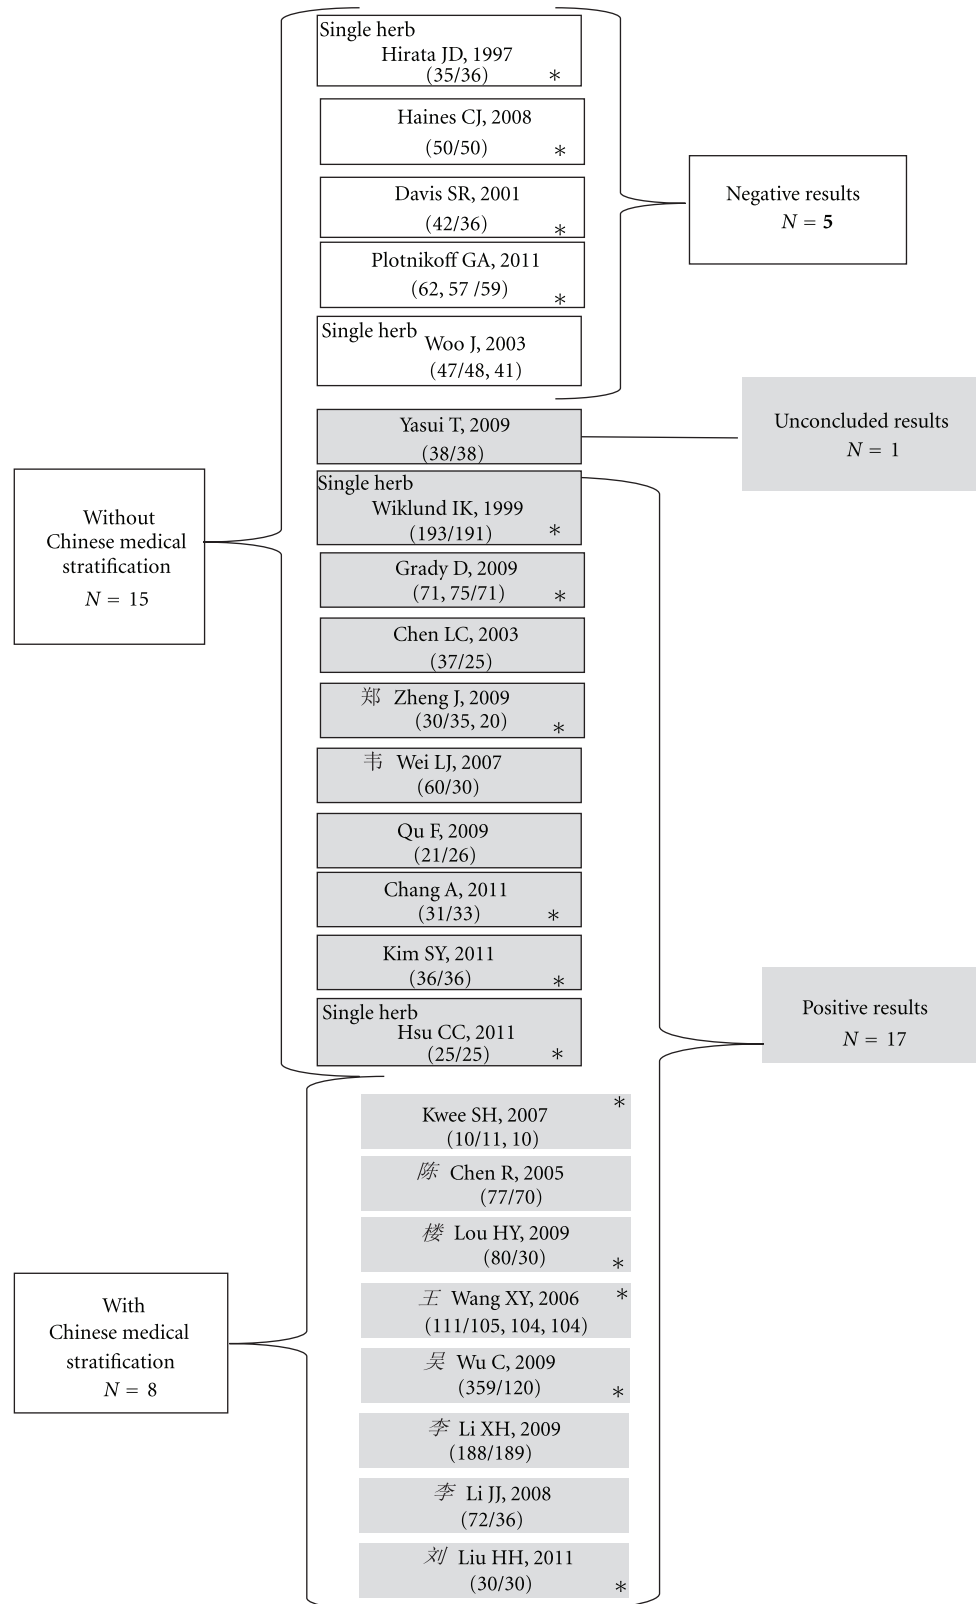 Single herb
Hirata JD, 1997
(35/36) *
Haines CJ, 2008
(50/50) *
Davis SR, 2001
(42/36) *
Plotnikoff GA, 2011
(62, 57 /59) *
Single herb
Woo J, 2003
(47/48, 41)
Negative results
N = 5
Yasui T, 2009
(38/38)
Unconcluded results
N = 1
Without
Chinese medical
stratification
N = 15
Single herb
Wiklund IK, 1999
(193/191) *
Grady D, 2009
(71, 75/71) *
Chen LC, 2003
(37/25)
郑 Zheng J, 2009
(30/35, 20) *
韦 Wei LJ, 2007
(60/30)
Qu F, 2009
(21/26)
Chang A, 2011
(31/33) *
Kim SY, 2011
(36/36) *
Single herb
Hsu CC, 2011
(25/25) *
Positive results
N = 17
Kwee SH, 2007 *
(10/11, 10)
陈 Chen R, 2005
(77/70)
楼 Lou HY, 2009
(80/30) *
王 Wang XY, 2006 *
(111/105, 104, 104)
吴 Wu C, 2009
(359/120) *
李 Li XH, 2009
(188/189)
李 Li JJ, 2008
(72/36)
刘 Liu HH, 2011
(30/30) *
With
Chinese medical
stratification
N = 8